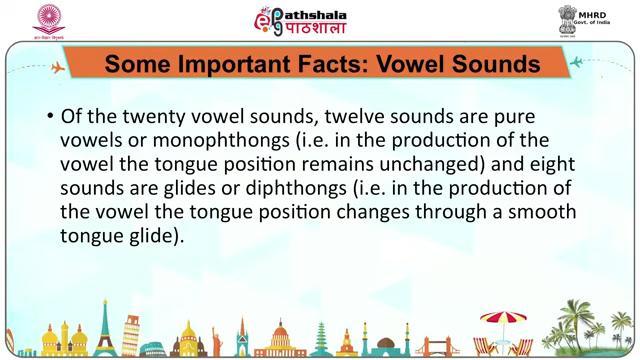 Pathshala
पाठशाला
MHRD
Govt. of India
Some Important Facts: Vowel Sounds
• Of the twenty vowel sounds, twelve sounds are pure
vowels or monophthongs (i.e. in the production of the
vowel the tongue position remains unchanged) and eight
sounds are glides or diphthongs (i.e. in the production of
the vowel the tongue position changes through a smooth
tongue glide).